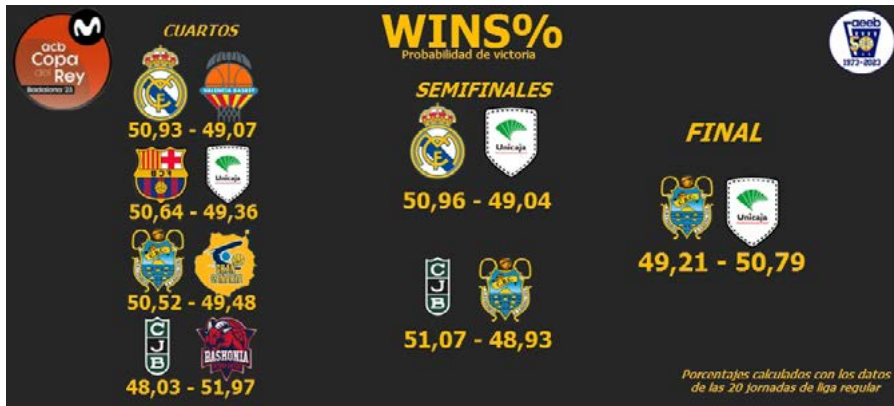 acb
Copa
del
Rey
Badalona '23
CUARTOS
VALENCIA BASKET
50,93 - 49,07
Unicaja
50,64 - 49,36
GRAN
CANARIA
50,52 - 49,48
C
J
B
BASKONIA
48,03 - 51,97
WINS%
Probabilidad de victoria
SEMIFINALES
Unicaja
50,96 - 49,04
C
J
B
51,07 - 48,93
aeeb
50
1973-2023
FINAL
Unicaja
49,21 - 50,79
Porcentajes calculados con los datos
de las 20 jornadas de liga regular